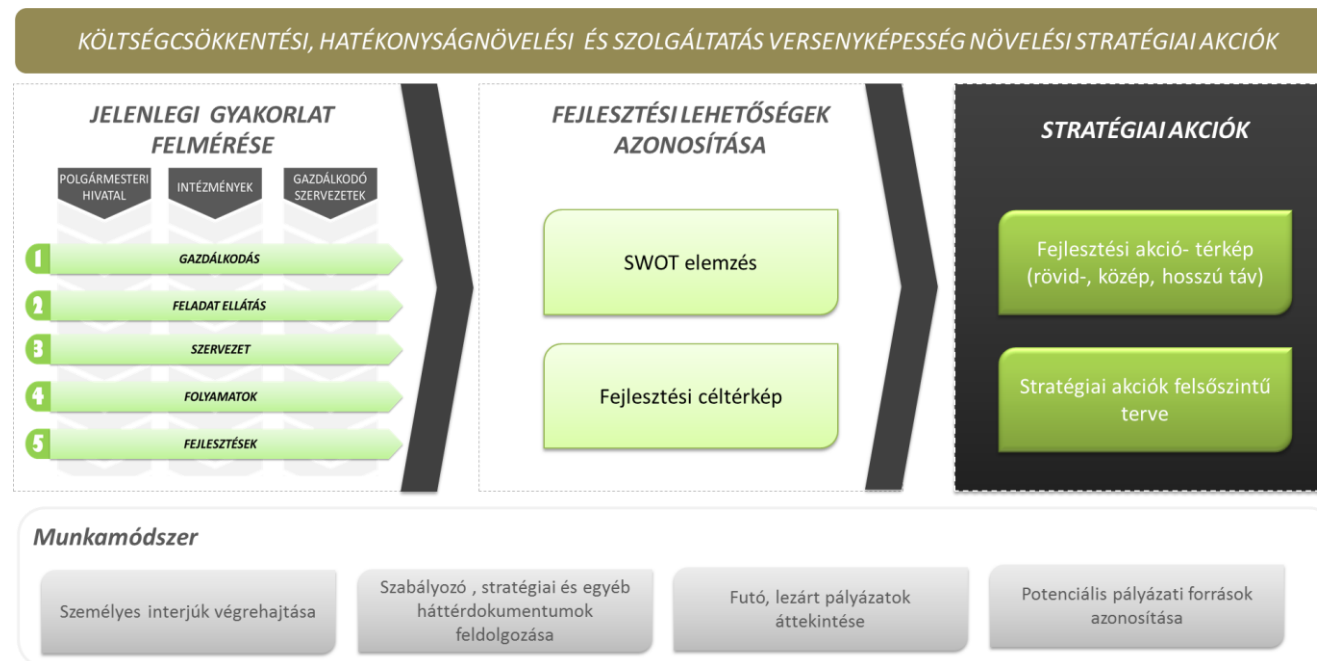 KÖLTSÉGCSÖKKENTÉSI, HATÉKONYSÁGNÖVELÉSI ÉS SZOLGÁLTATÁS VERSENYKÉPESSÉG NÖVELÉSI STRATÉGIAI AKCIÓK
JELENLEGI GYAKORLAT
FELMÉRÉSE
POLGÁRMESTERI
HIVATAL
INTÉZMÉNYEK
GAZDÁLKODÓ
SZERVEZETEK
1 GAZDÁLKODÁS
2 FELADAT ELLÁTÁS
3 SZERVEZET
4 FOLYAMATOK
5 FEJLESZTÉSEK
FEJLESZTÉSI LEHETŐSÉGEK
AZONOSÍTÁSA
SWOT elemzés
Fejlesztési céltérkép
STRATÉGIAI AKCIÓK
Fejlesztési akció- térkép
(rövid-, közép, hosszú táv)
Stratégiai akciók felsőszintű
terve
Munkamódszer
Személyes interjúk végrehajtása
Szabályozó , stratégiai és egyéb
háttérdokumentumok
feldolgozása
Futó, lezárt pályázatok
áttekintése
Potenciális pályázati források
azonosítása